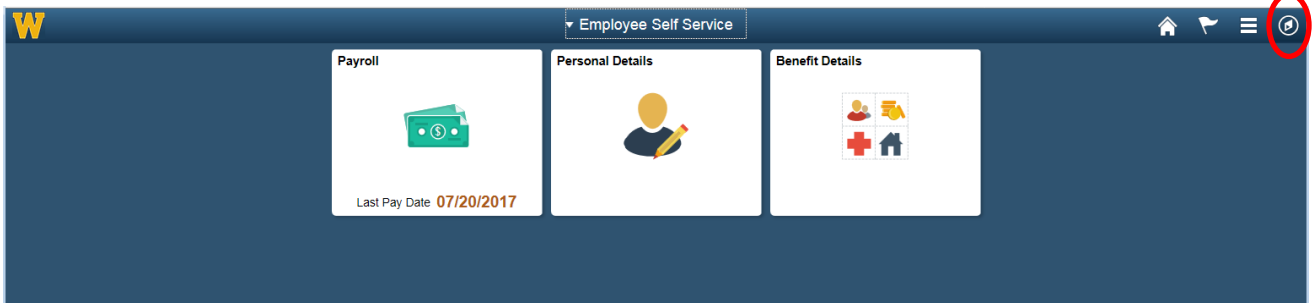 W
Employee Self Service
Payroll
Personal Details
Benefit Details
Last Pay Date 07/20/2017